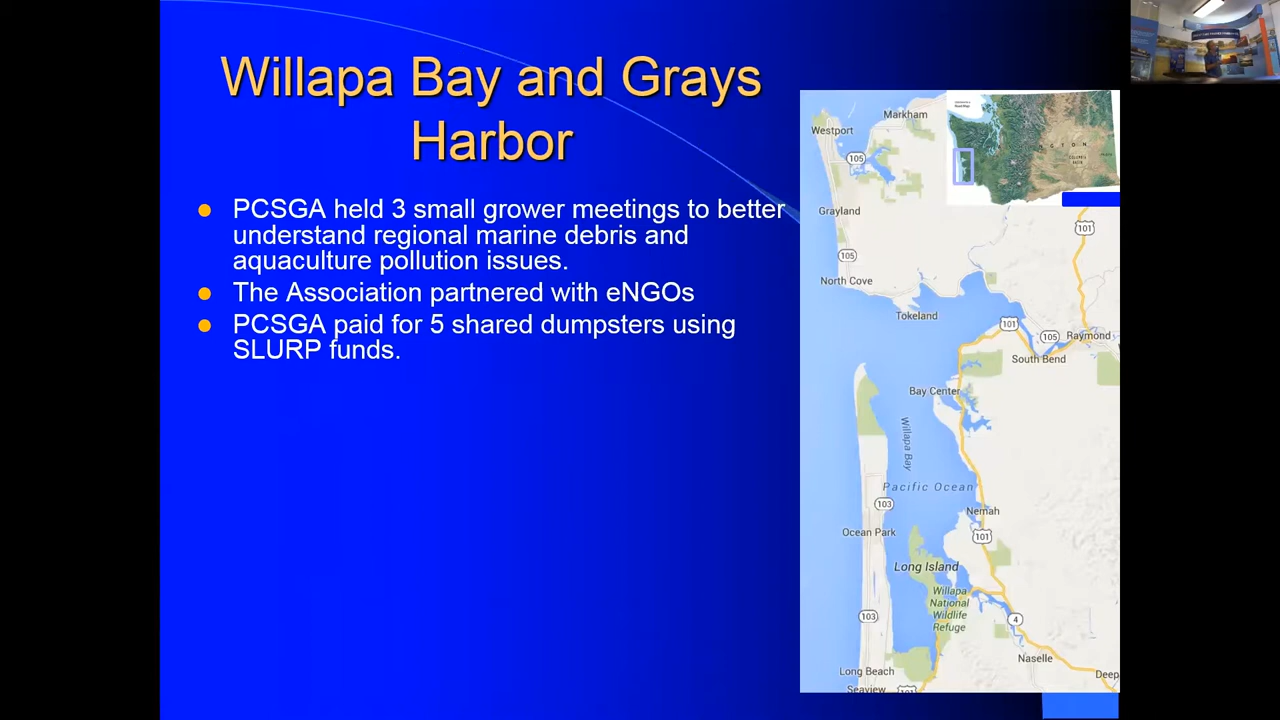 Willapa Bay and Grays
Harbor
PCSGA held 3 small grower meetings to better
understand regional marine debris and
aquaculture pollution issues.
The Association partnered with eNGOs
PCSGA paid for 5 shared dumpsters using
SLURP funds.
Markham
Westport
105
Grayland
101
105
North Cove
Tokeland
101
105
Raymond
South Bend
Bay Center
Willapa Bay
Pacific Ocean
103
Nemah
Ocean Park
101
Long Island
Willapa
National
Wildlife
Refuge
103
4
Naselle
Long Beach
Deep
Seaview
101